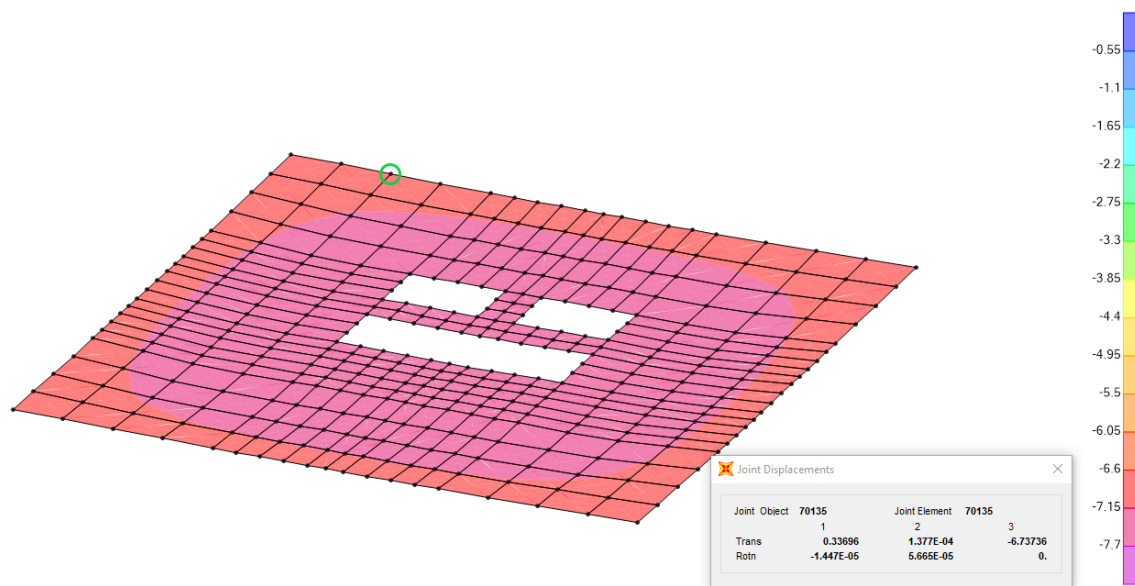 -0.55
-1.1
-1.65
-2.2
-2.75
-3.3
-3.85
-4.4
-4.95
-5.5
-6.05
-6.6
-7.15
-7.7
Joint Displacements
Joint Object 70135 Joint Element 70135
1 2 3
Trans 0.33696 1.377E-04 -6.73736
Rotn -1.447E-05 5.665E-05 0.